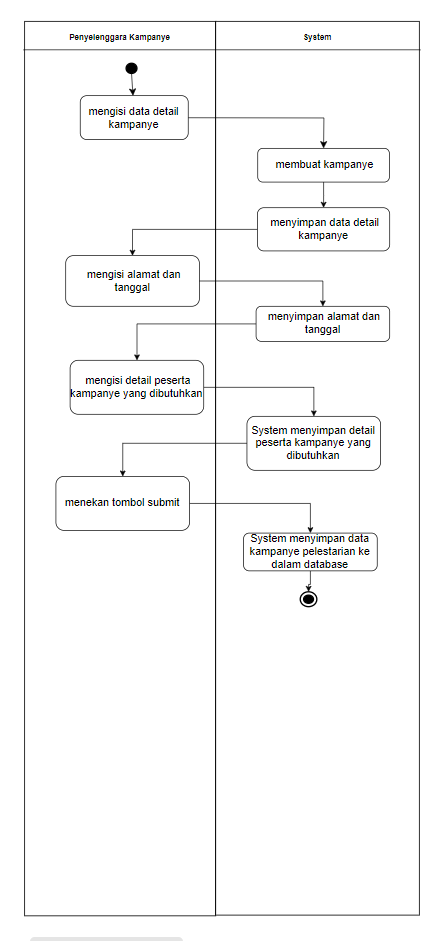 Penyelenggara Kampanye
System
mengisi data detail
kampanye
membuat kampanye
menyimpan data detail
kampanye
mengisi alamat dan
tanggal
menyimpan alamat dan
tanggal
mengisi detail peserta
kampanye yang dibutuhkan
System menyimpan detail
peserta kampanye yang
dibutuhkan
menekan tombol submit
System menyimpan data
kampanye pelestarian ke
dalam database